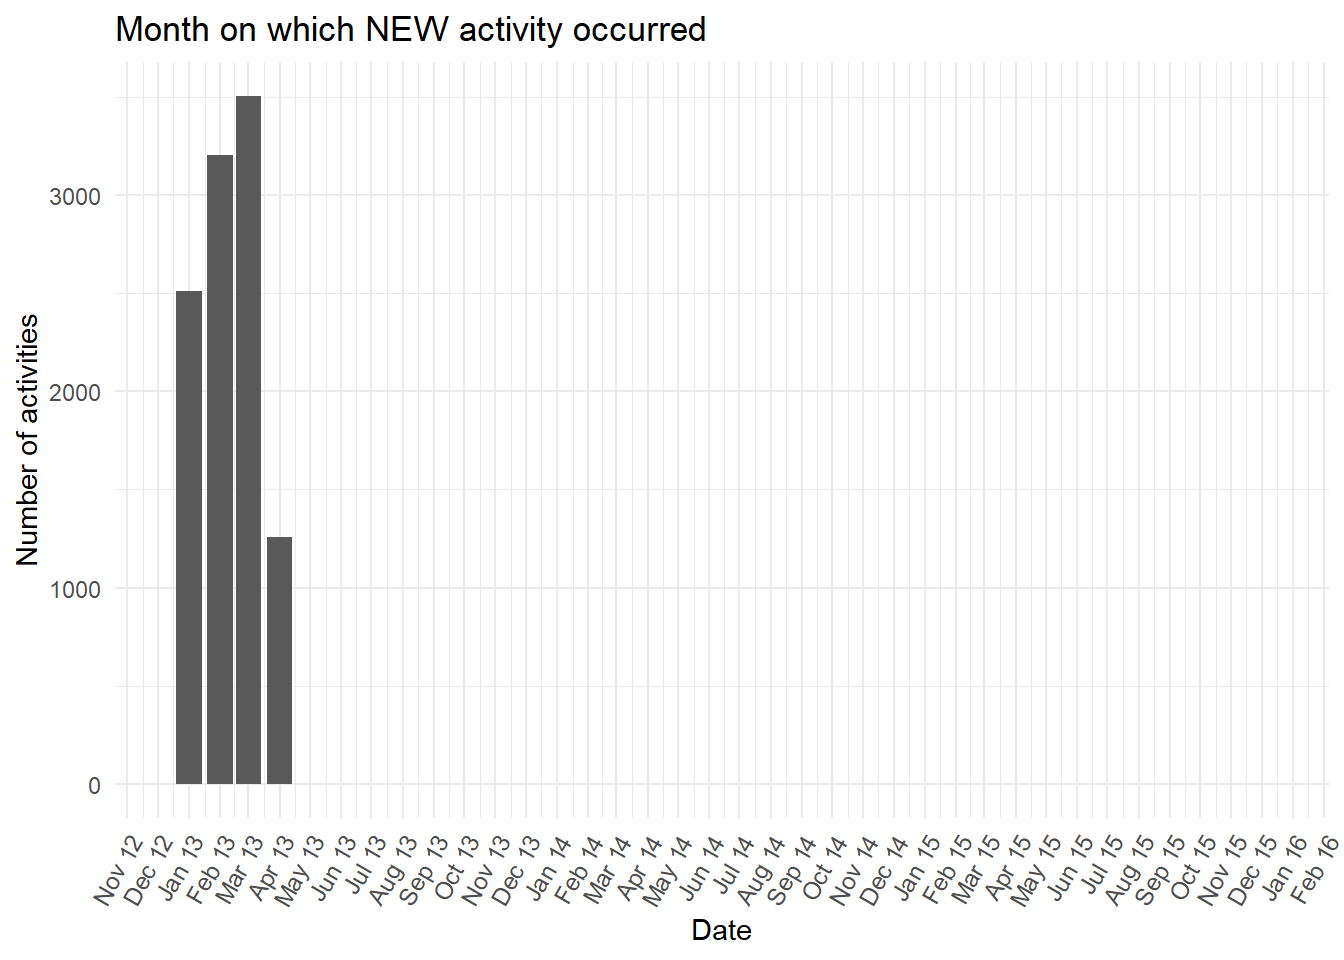 Month on which NEW activity occurred
Number of activities
3000
2000
1000
0
Nov 12
Dec 12
Jan 13
Feb 13
Mar 13
Apr 13
May 13
Jun 13
Jul 13
Aug 13
Sep 13
Oct 13
Nov 13
Dec 13
Jan 14
Feb 14
Mar 14
Apr 14
May 14
Jun 14
Jul 14
Aug 14
Sep 14
Oct 14
Nov 14
Dec 14
Jan 15
Feb 15
Mar 15
Apr 15
May 15
Jun 15
Jul 15
Aug 15
Sep 15
Oct 15
Nov 15
Dec 15
Jan 16
Feb 16
Date